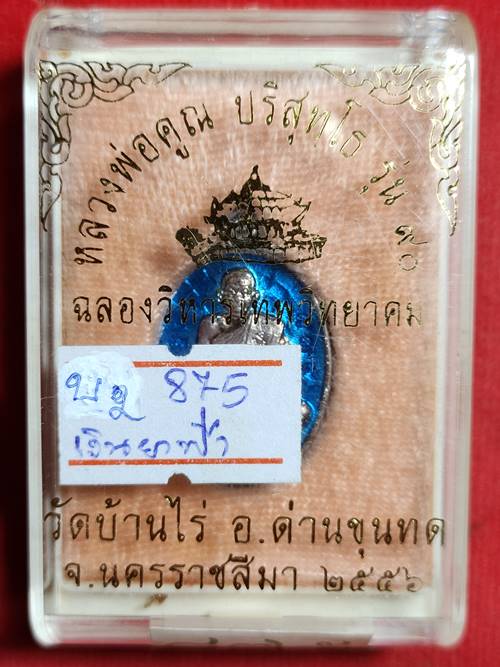 หลวงพ่อคูณ ปริสุทฺโธ รุ่น ๙๐
ฉลองวิหารเทพวิทยาคม
พข 875
เงินยาฟ้า
วัดบ้านไร่ อ.ด่านขุนทด
จ.นครราชสีมา ๒๕๕๖